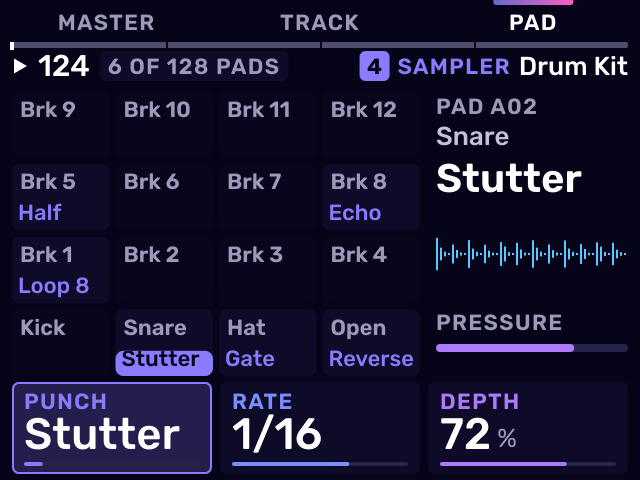 MASTER TRACK PAD
124 6 OF 128 PADS 4 SAMPLER Drum Kit
Brk 9 Brk 10 Brk 11 Brk 12
PAD A02
Snare
Stutter
Brk 5 Brk 6 Brk 7 Brk 8
Half Echo
Brk 1 Brk 2 Brk 3 Brk 4
Loop 8
Kick Snare Hat Open
Stutter Gate Reverse
PRESSURE
PUNCH RATE DEPTH
Stutter 1/16 72 %